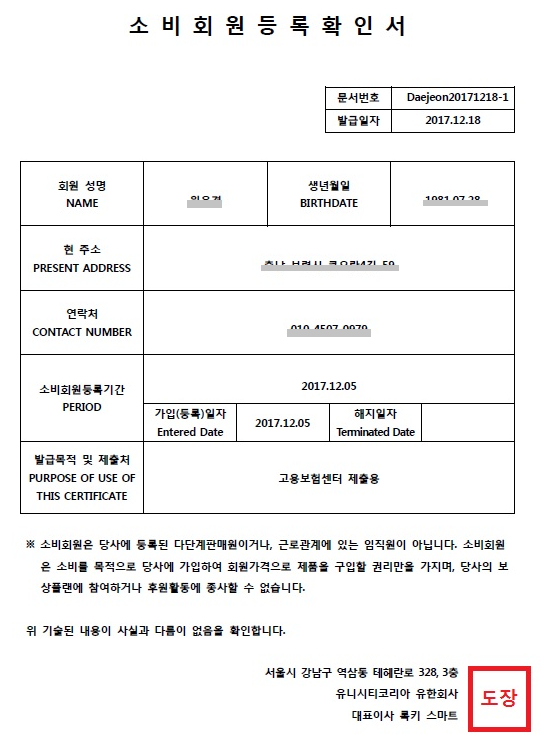 소비회원등록확인서
문서번호 Daejeon20171218-1
발급일자 2017.12.18
회원 성명
NAME
생년월일
BIRTHDATE
현 주소
PRESENT ADDRESS
연락처
CONTACT NUMBER
소비회원등록기간
PERIOD
2017.12.05
가입(등록)일자
Entered Date
2017.12.05
해지일자
Terminated Date
발급목적 및 제출처
PURPOSE OF USE OF
THIS CERTIFICATE
고용보험센터 제출용
※ 소비회원은 당사에 등록된 다단계판매원이거나, 근로관계에 있는 임직원이 아닙니다. 소비회원
은 소비를 목적으로 당사에 가입하여 회원가격으로 제품을 구입할 권리만을 가지며, 당사의 보
상플랜에 참여하거나 후원활동에 종사할 수 없습니다.
위 기술된 내용이 사실과 다름이 없음을 확인합니다.
서울시 강남구 역삼동 테헤란로 328, 3층
유니시티코리아 유한회사
대표이사 록키 스마트
도장